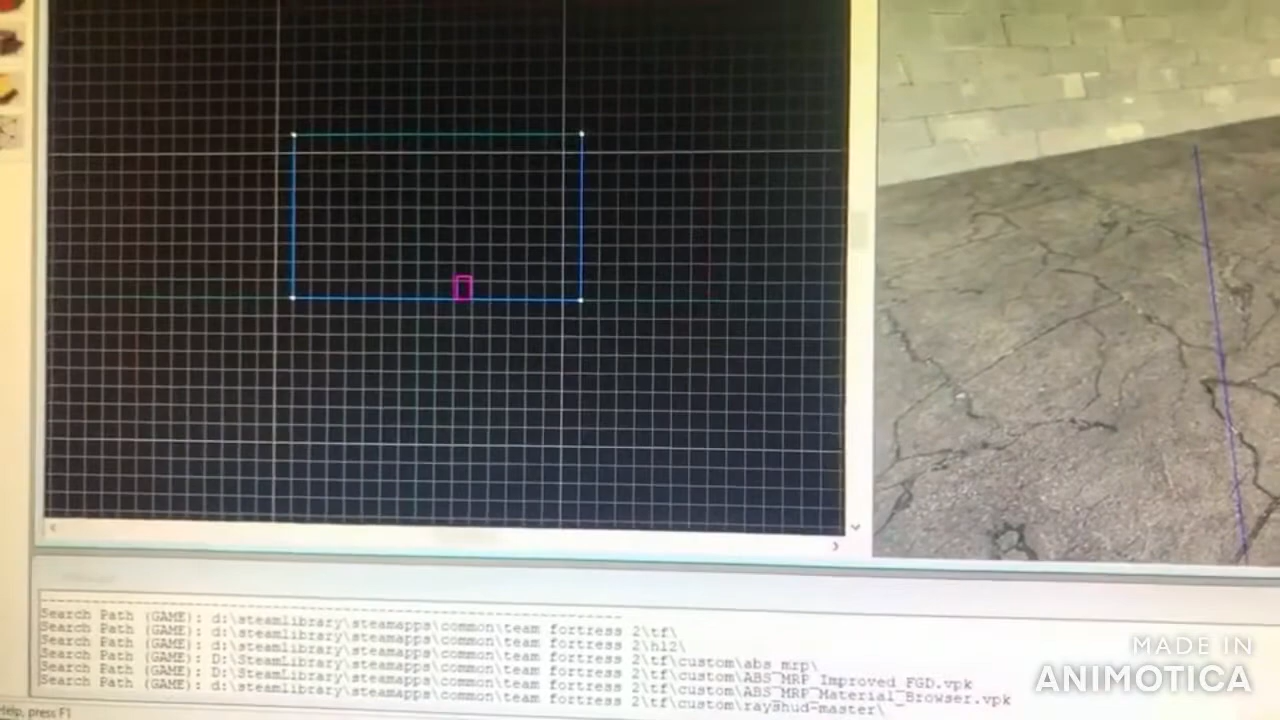 Search Path (GAME): d:\steamlibrary\steamapps\common\team fortress 2\tf\
Search Path (GAME): d:\steamlibrary\steamapps\common\team fortress 2\hl2\
Search Path (GAME): d:\steamlibrary\steamapps\common\team fortress 2\tf\custom\abs_mrp\
Search Path (GAME): D:\SteamLibrary\steamapps\common\team fortress 2\tf\custom\ABS_MRP_Improved_FGD.vpk
Search Path (GAME): D:\SteamLibrary\steamapps\common\team fortress 2\tf\custom\ABS_MRP_Material_Browser.vpk
Search Path (GAME): d:\steamlibrary\steamapps\common\team fortress 2\tf\custom\rayshud-master\
Help, press F1
MADE IN
ANIMOTICA